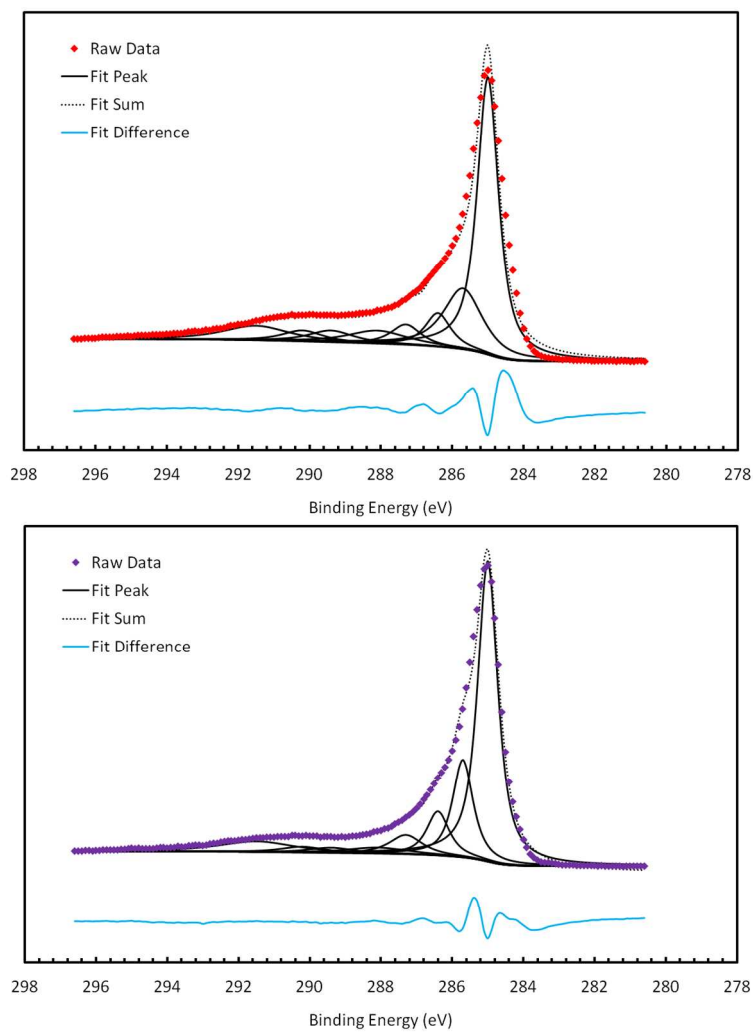 Raw Data
Fit Peak
Fit Sum
Fit Difference
298 296 294 292 290 288 286 284 282 280 278
Binding Energy (eV)
Raw Data
Fit Peak
Fit Sum
Fit Difference
298 296 294 292 290 288 286 284 282 280 278
Binding Energy (eV)